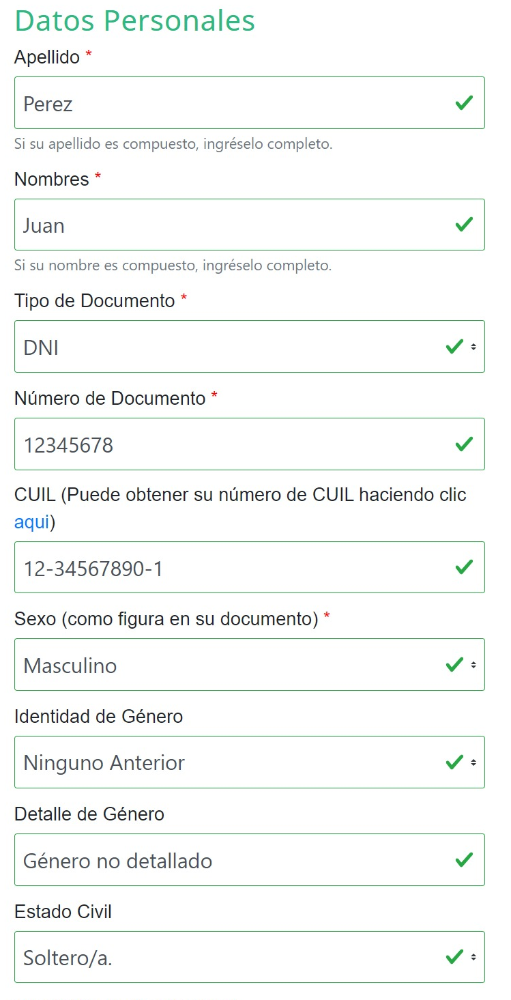 Datos Personales
Apellido *
Perez
Si su apellido es compuesto, ingréselo completo.
Nombres *
Juan
Si su nombre es compuesto, ingréselo completo.
Tipo de Documento *
DNI
Número de Documento *
12345678
CUIL (Puede obtener su número de CUIL haciendo clic
aqui)
12-34567890-1
Sexo (como figura en su documento) *
Masculino
Identidad de Género
Ninguno Anterior
Detalle de Género
Género no detallado
Estado Civil
Soltero/a.